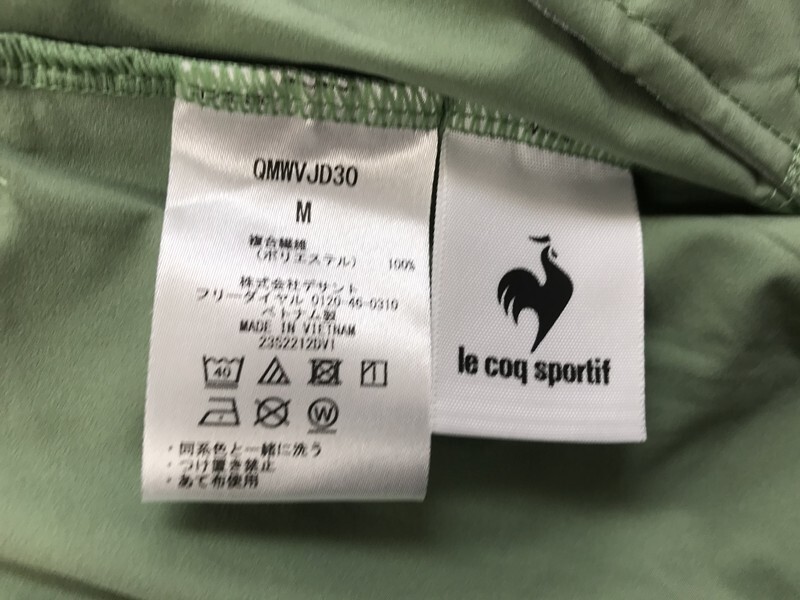 QMWVJD30
M
複合繊維
（ポリエステル） 100%
株式会社デサント
フリーダイヤル 0120-46-0310
ベトナム製
MADE IN VIETNAM
23S2212DV1
40
W
・同系色と一緒に洗う
・つけ置き禁止
・あて布使用
le coq sportif